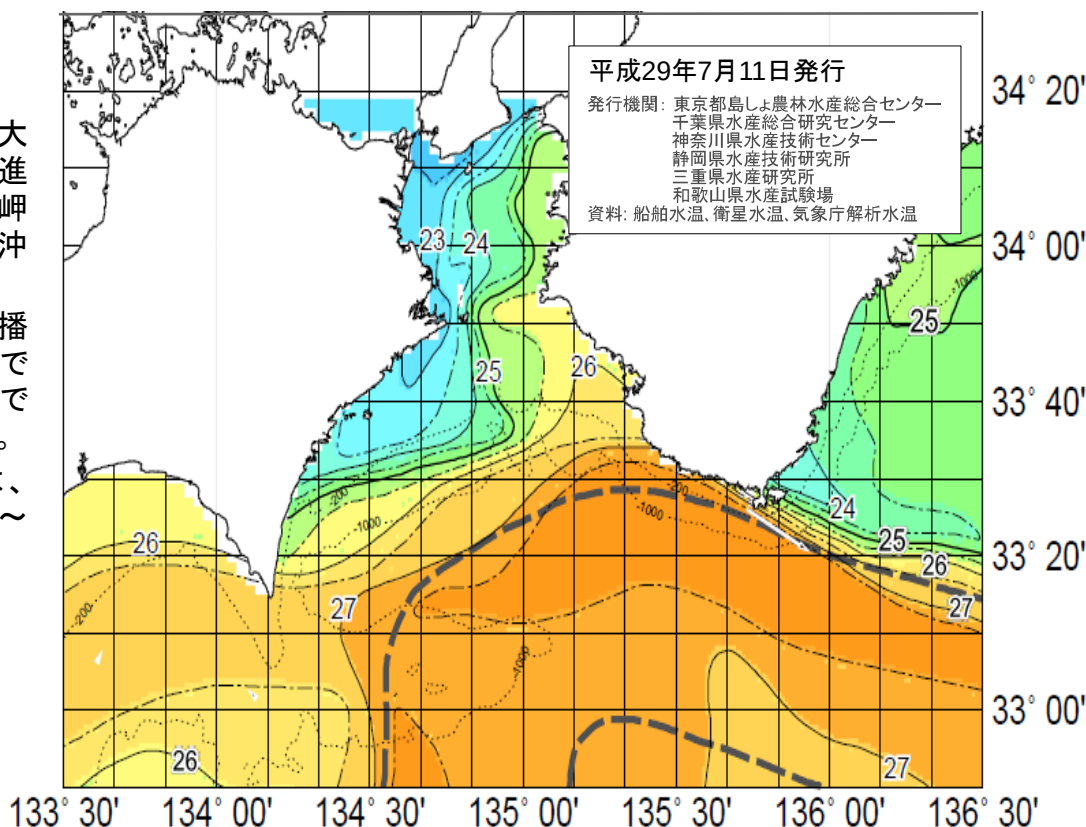 大
進
岬
沖
播
で
で
。
、
～
平成29年7月11日発行
発行機関: 東京都島しょ農林水産総合センター
千葉県水産総合研究センター
神奈川県水産技術センター
静岡県水産技術研究所
三重県水産研究所
和歌山県水産試験場
資料: 船舶水温、衛星水温、気象庁解析水温
34° 20'
34° 00'
33° 40'
33° 20'
33° 00'
23 24
25
26
25
24
25
26
27
26
27
26
27
-1000
-200
-1000
-200
-1000
-200
-1000
133° 30' 134° 00' 134° 30' 135° 00' 135° 30' 136° 00' 136° 30'